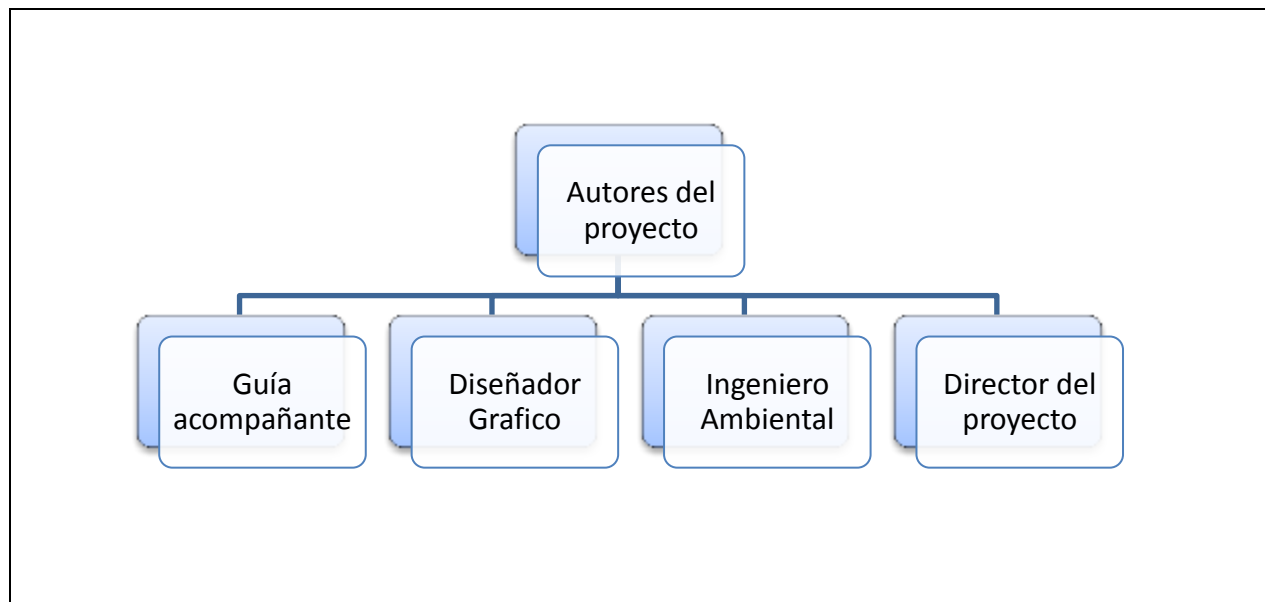 Autores del
proyecto
Guía
acompañante
Diseñador
Grafico
Ingeniero
Ambiental
Director del
proyecto